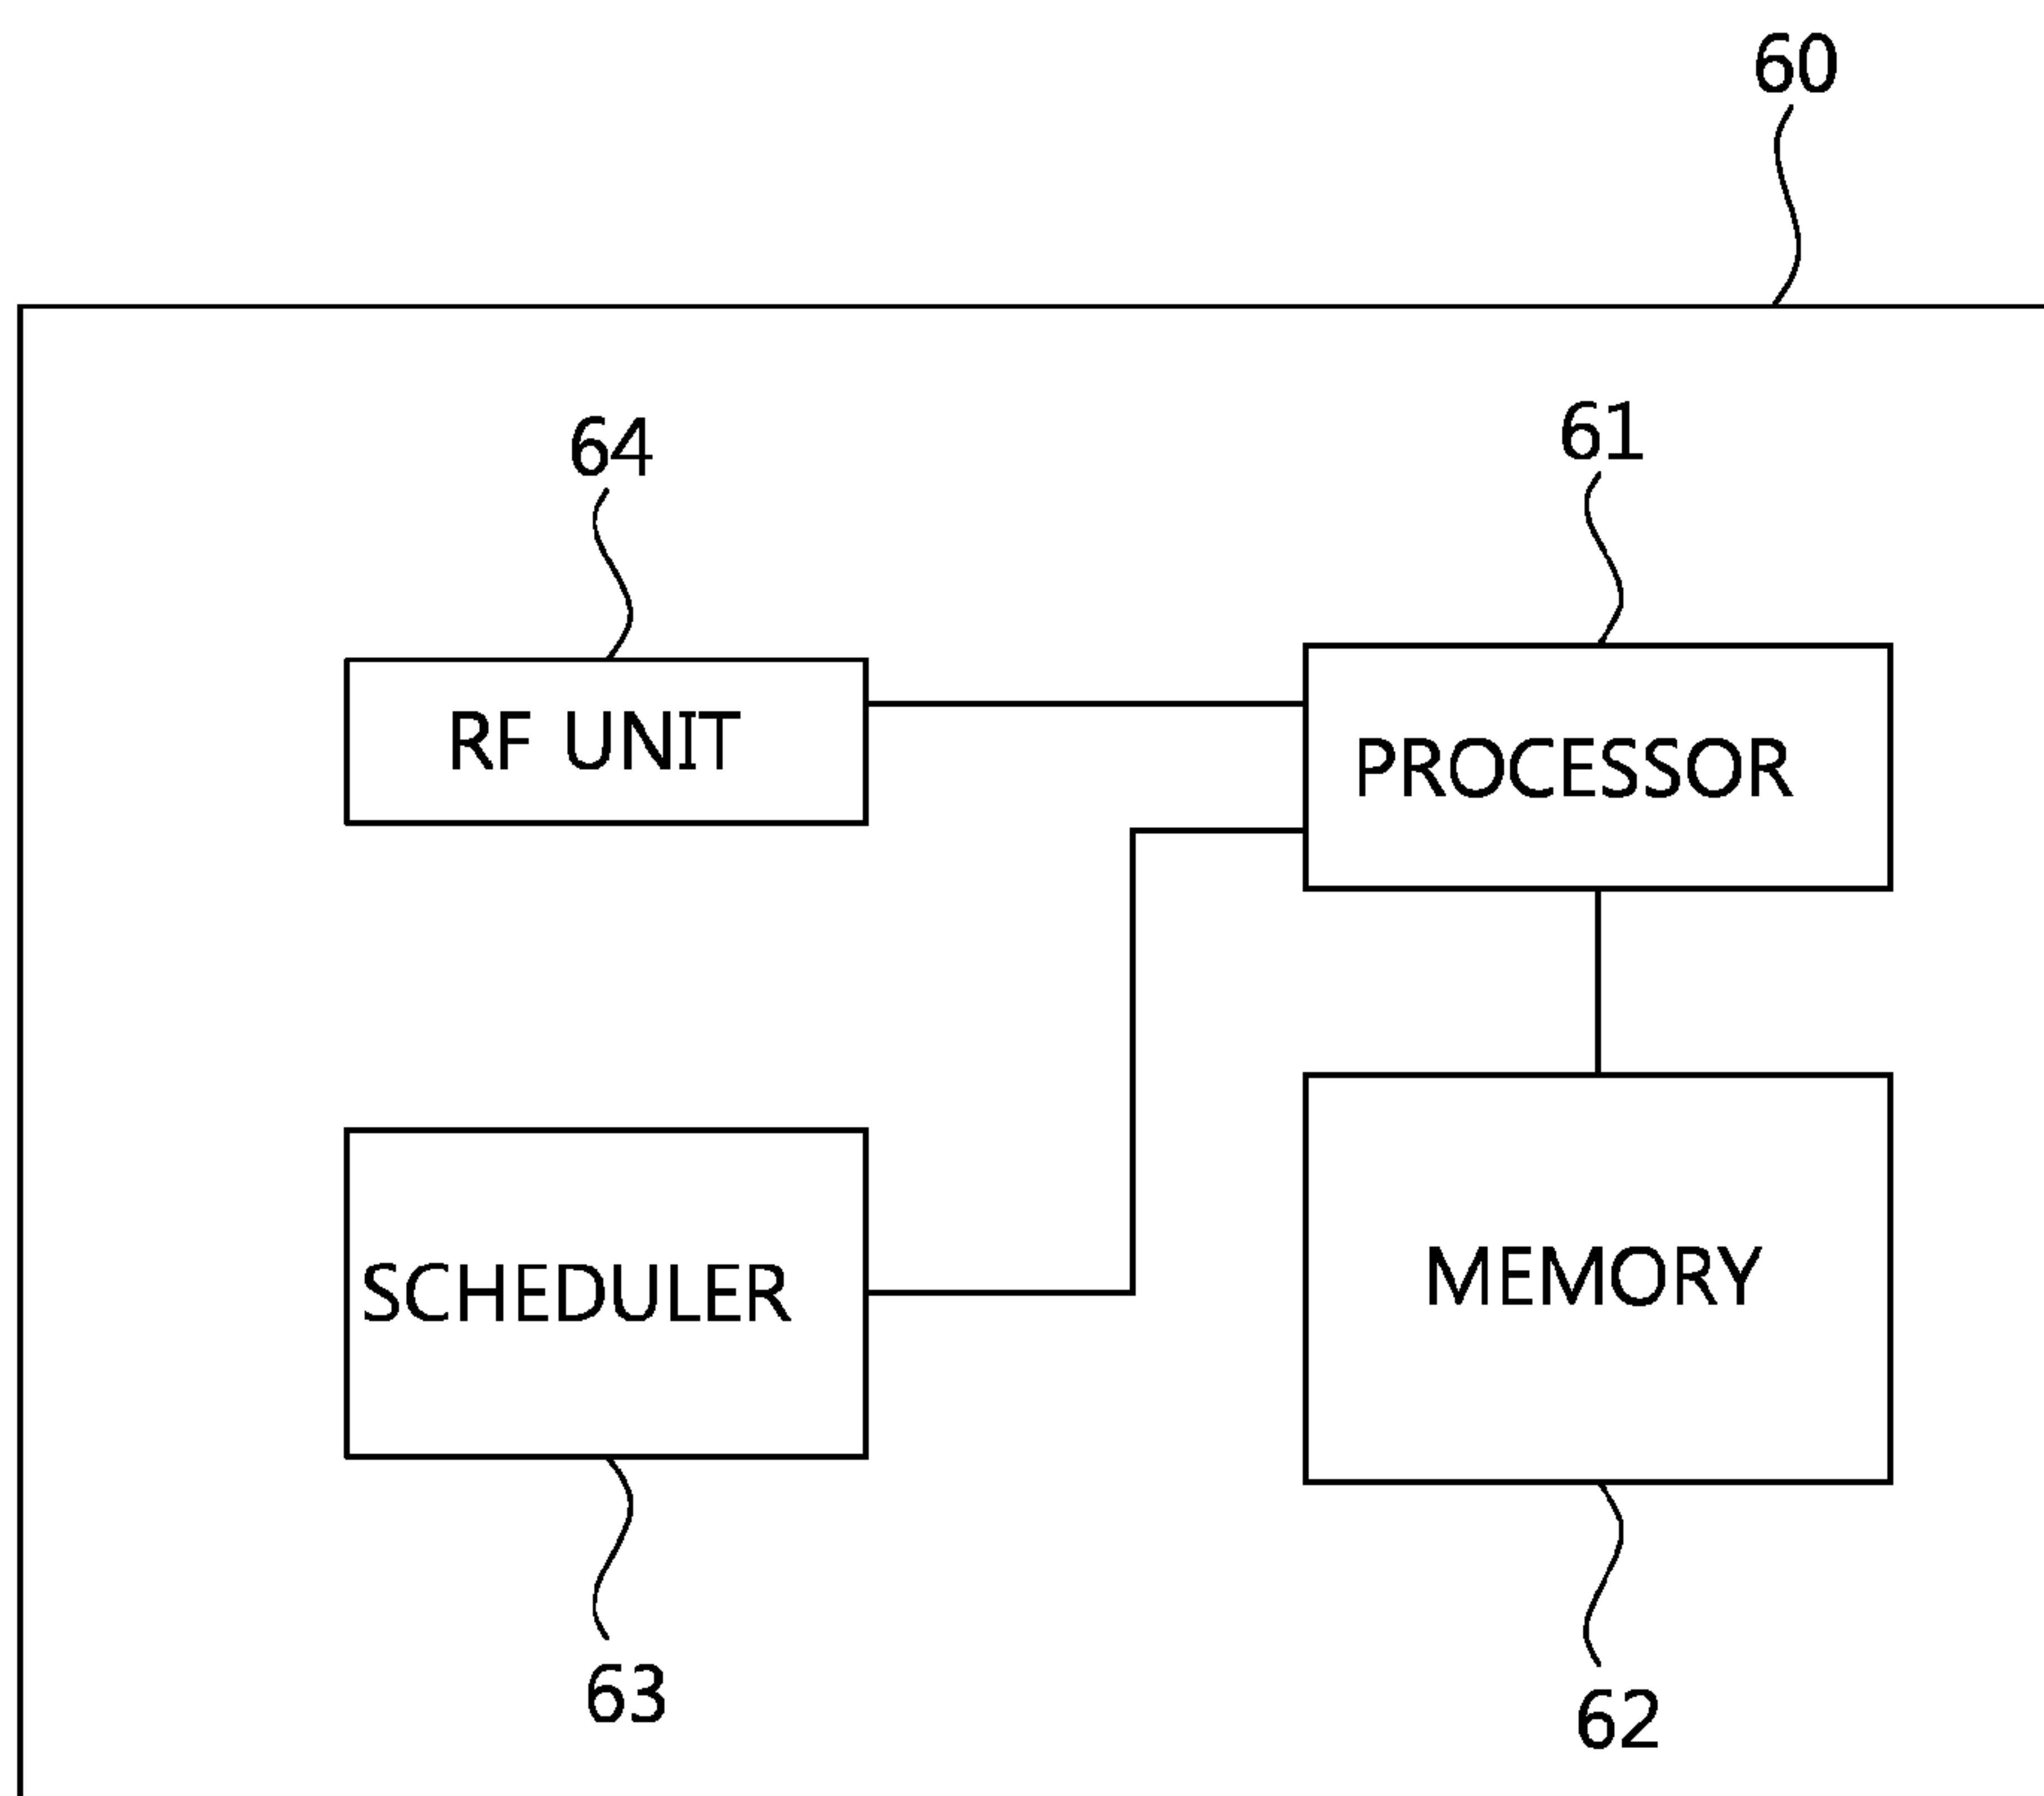 60
64
61
RF UNIT
PROCESSOR
SCHEDULER
MEMORY
63
62